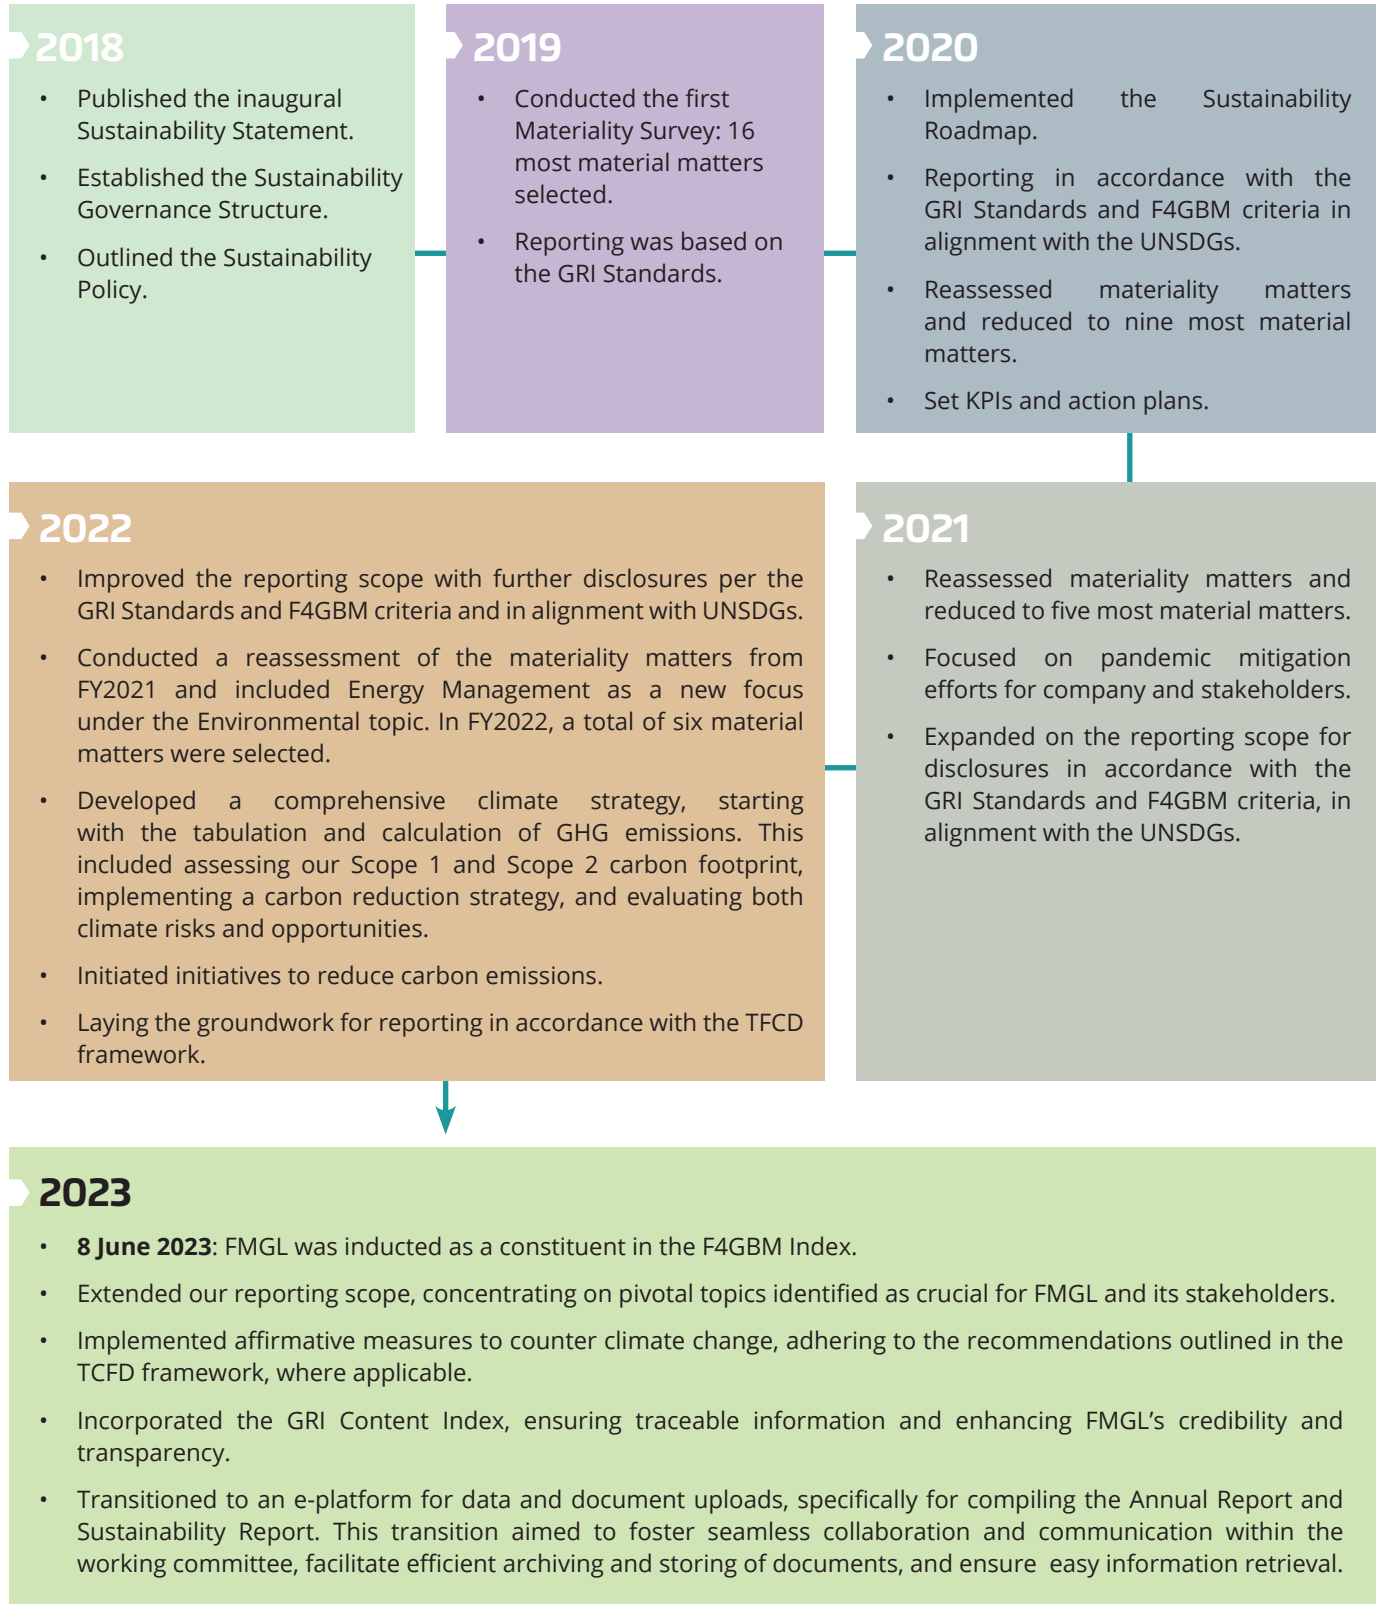 2018
• Published the inaugural
Sustainability Statement.
• Established the Sustainability
Governance Structure.
• Outlined the Sustainability
Policy.
2019
• Conducted the first
Materiality Survey: 16
most material matters
selected.
• Reporting was based on
the GRI Standards.
2020
• Implemented the Sustainability
Roadmap.
• Reporting in accordance with the
GRI Standards and F4GBM criteria in
alignment with the UNSDGs.
• Reassessed materiality matters
and reduced to nine most material
matters.
• Set KPIs and action plans.
2021
• Reassessed materiality matters and
reduced to five most material matters.
• Focused on pandemic mitigation
efforts for company and stakeholders.
• Expanded on the reporting scope for
disclosures in accordance with the
GRI Standards and F4GBM criteria, in
alignment with the UNSDGs.
2022
• Improved the reporting scope with further disclosures per the
GRI Standards and F4GBM criteria and in alignment with UNSDGs.
• Conducted a reassessment of the materiality matters from
FY2021 and included Energy Management as a new focus
under the Environmental topic. In FY2022, a total of six material
matters were selected.
• Developed a comprehensive climate strategy, starting
with the tabulation and calculation of GHG emissions. This
included assessing our Scope 1 and Scope 2 carbon footprint,
implementing a carbon reduction strategy, and evaluating both
climate risks and opportunities.
• Initiated initiatives to reduce carbon emissions.
• Laying the groundwork for reporting in accordance with the TFCD
framework.
2023
• 8 June 2023: FMGL was inducted as a constituent in the F4GBM Index.
• Extended our reporting scope, concentrating on pivotal topics identified as crucial for FMGL and its stakeholders.
• Implemented affirmative measures to counter climate change, adhering to the recommendations outlined in the
TCFD framework, where applicable.
• Incorporated the GRI Content Index, ensuring traceable information and enhancing FMGL’s credibility and
transparency.
• Transitioned to an e-platform for data and document uploads, specifically for compiling the Annual Report and
Sustainability Report. This transition aimed to foster seamless collaboration and communication within the
working committee, facilitate efficient archiving and storing of documents, and ensure easy information retrieval.